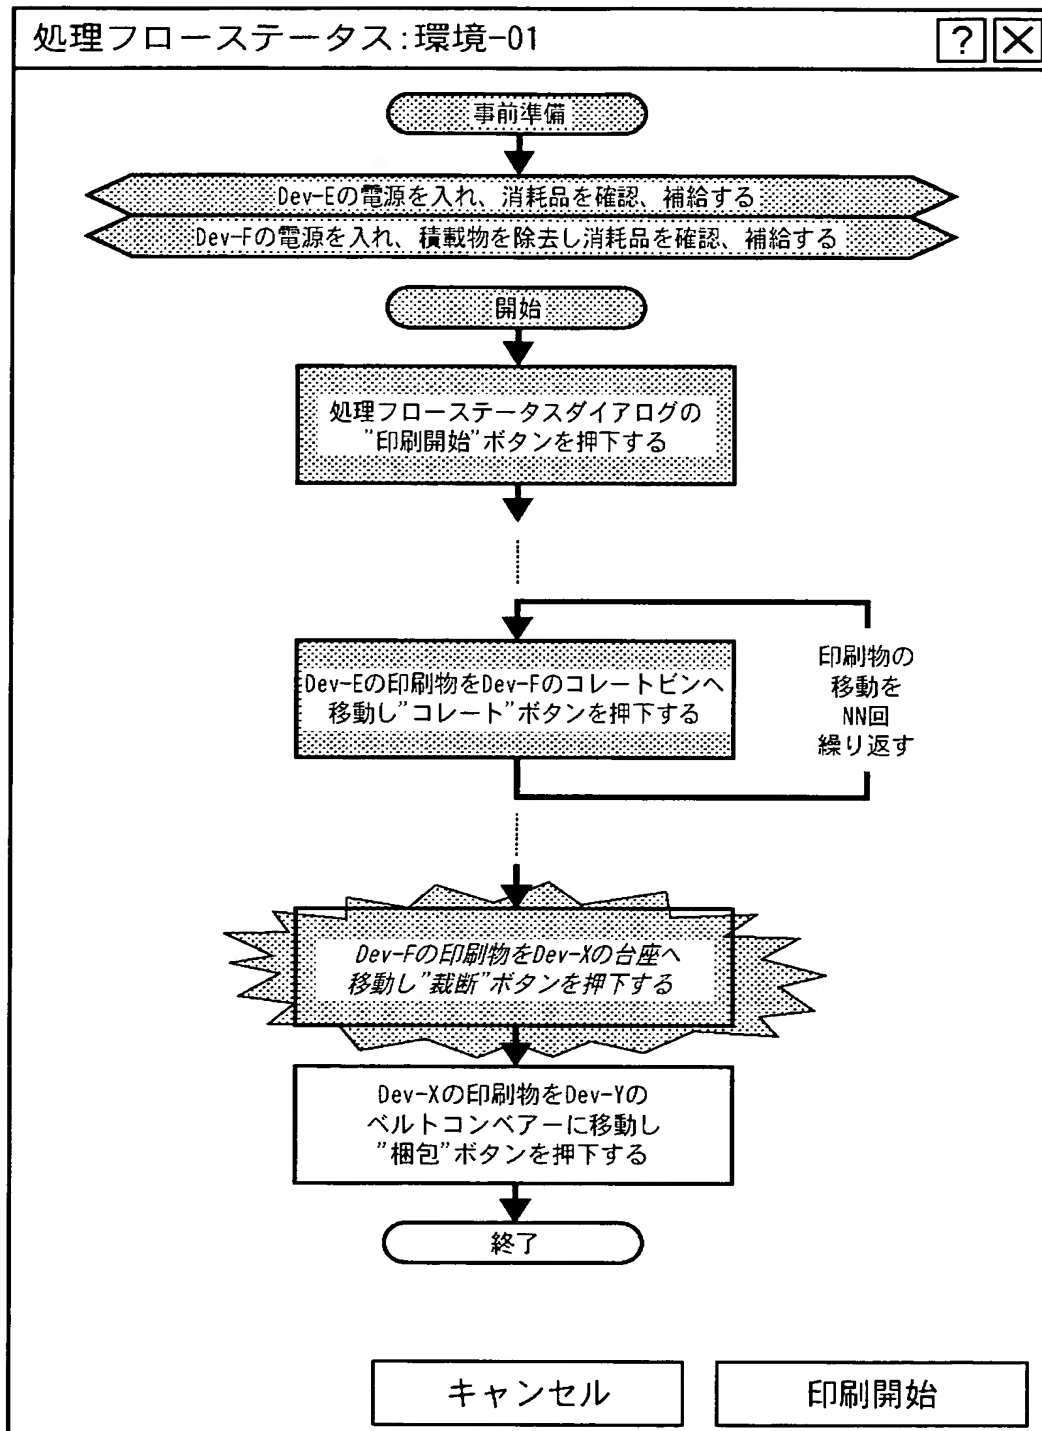 処理フローステータス:環境-01
?
事前準備
Dev-Eの電源を入れ、消耗品を確認、補給する
Dev-Fの電源を入れ、積載物を除去し消耗品を確認、補給する
開始
処理フローステータスダイアログの
”印刷開始”ボタンを押下する
Dev-Eの印刷物をDev-Fのコレートビンへ
移動し”コレート”ボタンを押下する
印刷物の
移動を
NN回
繰り返す
Dev-Fの印刷物をDev-Xの台座へ
移動し”裁断”ボタンを押下する
Dev-Xの印刷物をDev-Yの
ベルトコンベアーに移動し
”梱包”ボタンを押下する
終了
キャンセル
印刷開始